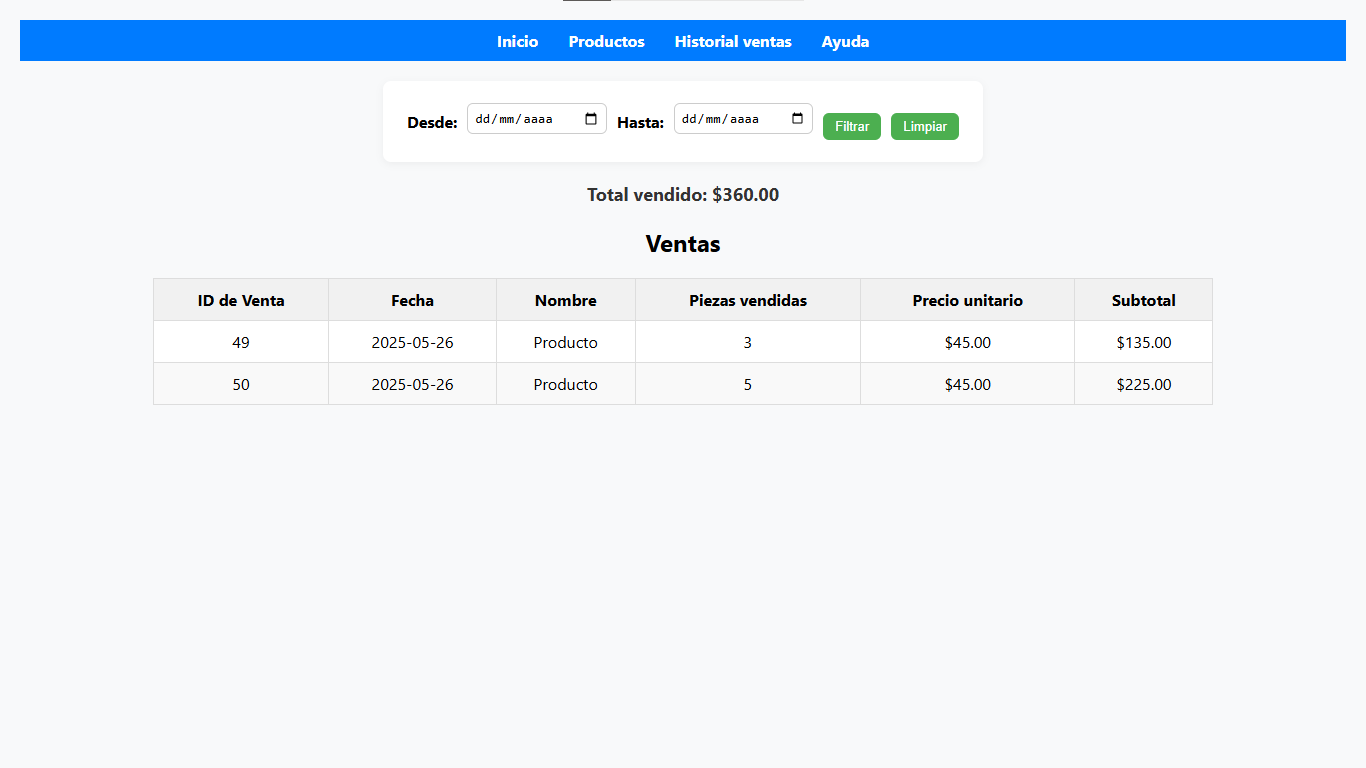 Inicio Productos Historial ventas Ayuda
Desde: dd/mm/aaaa Hasta: dd/mm/aaaa Filtrar Limpiar
Total vendido: $360.00
Ventas
ID de Venta Fecha Nombre Piezas vendidas Precio unitario Subtotal
49 2025-05-26 Producto 3 $45.00 $135.00
50 2025-05-26 Producto 5 $45.00 $225.00